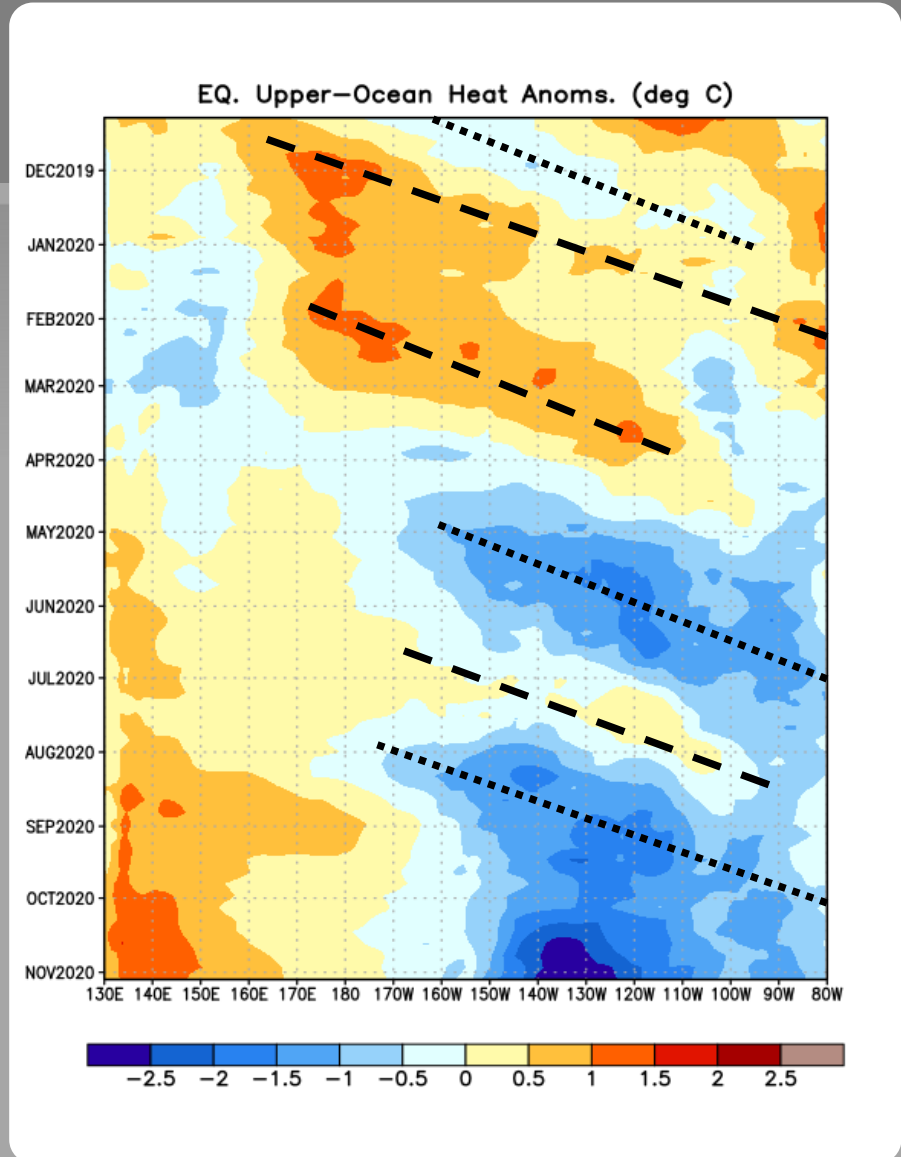 EQ. Upper-Ocean Heat Anoms. (deg C)
DEC2019
JAN2020
FEB2020
MAR2020
APR2020
MAY2020
JUN2020
JUL2020
AUG2020
SEP2020
OCT2020
NOV2020
130E 140E 150E 160E 170E 180 170W 160W 150W 140W 130W 120W 110W 100W 90W 80W
-2.5 -2 -1.5 -1 -0.5 0 0.5 1 1.5 2 2.5